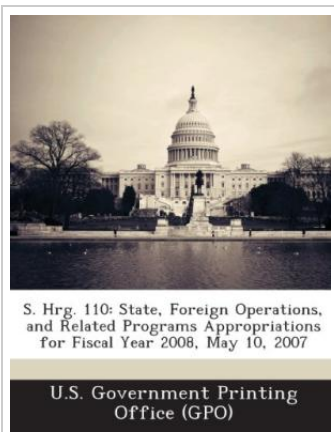 S. Hrg. 110: State, Foreign Operations,
and Related Programs Appropriations
for Fiscal Year 2008, May 10, 2007
U.S. Government Printing
Office (GPO)